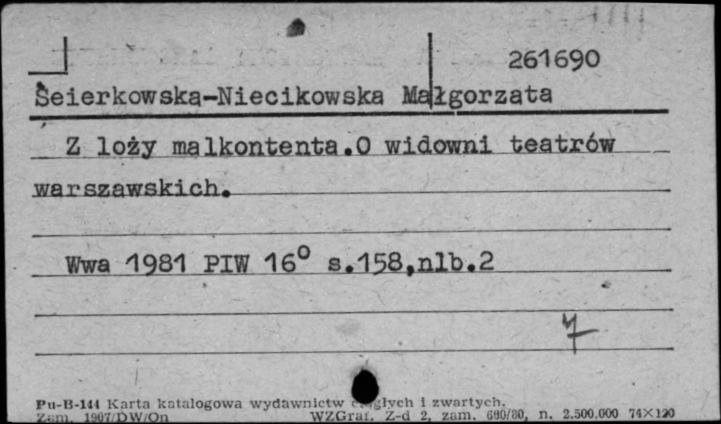 261690
Seierkowska-Niecikowska Małgorzata
Z loży malkontenta.O widowni teatrów
warszawskich.
Wwa 1981 PIW 16° s.158,nlb.2
7
Pu-B-144 Karta katalogowa wydawnictw ciągłych i zwartych.
Zam. 1907/DW/On WZGraf. Z-d 2, zam. 690/80, n. 2.500.000 74×120